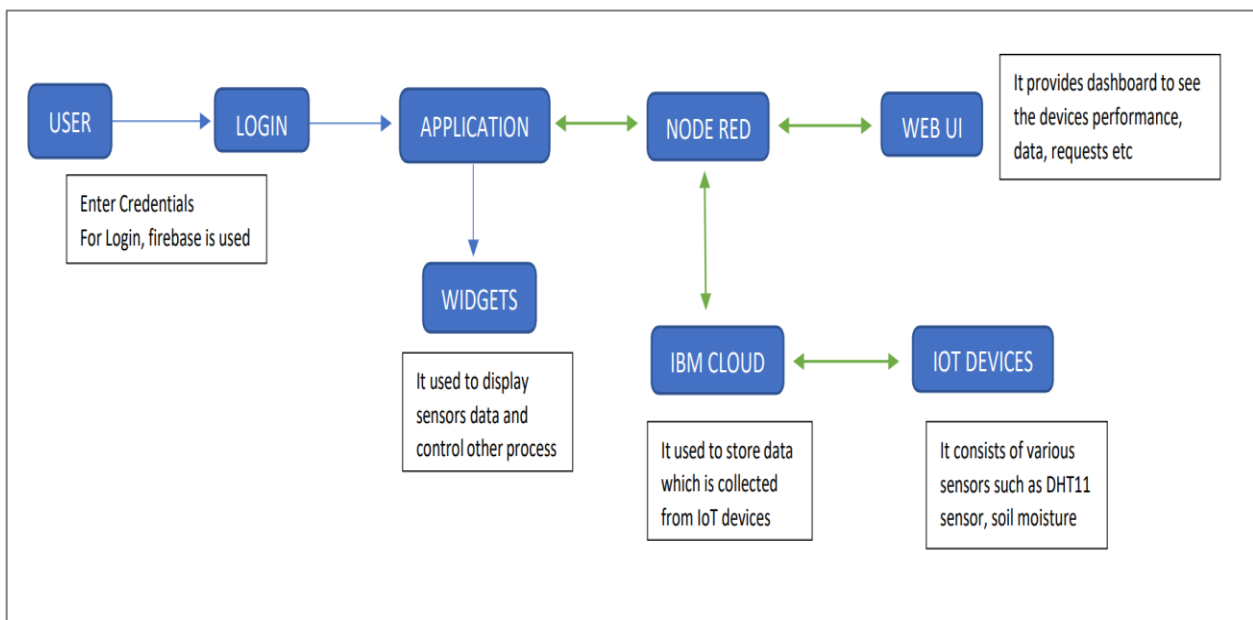 USER
LOGIN
APPLICATION
NODE RED
WEB UI
It provides dashboard to see
the devices performance,
data, requests etc
Enter Credentials
For Login, firebase is used
WIDGETS
It used to display
sensors data and
control other process
IBM CLOUD
IOT DEVICES
It used to store data
which is collected
from IoT devices
It consists of various
sensors such as DHT11
sensor, soil moisture